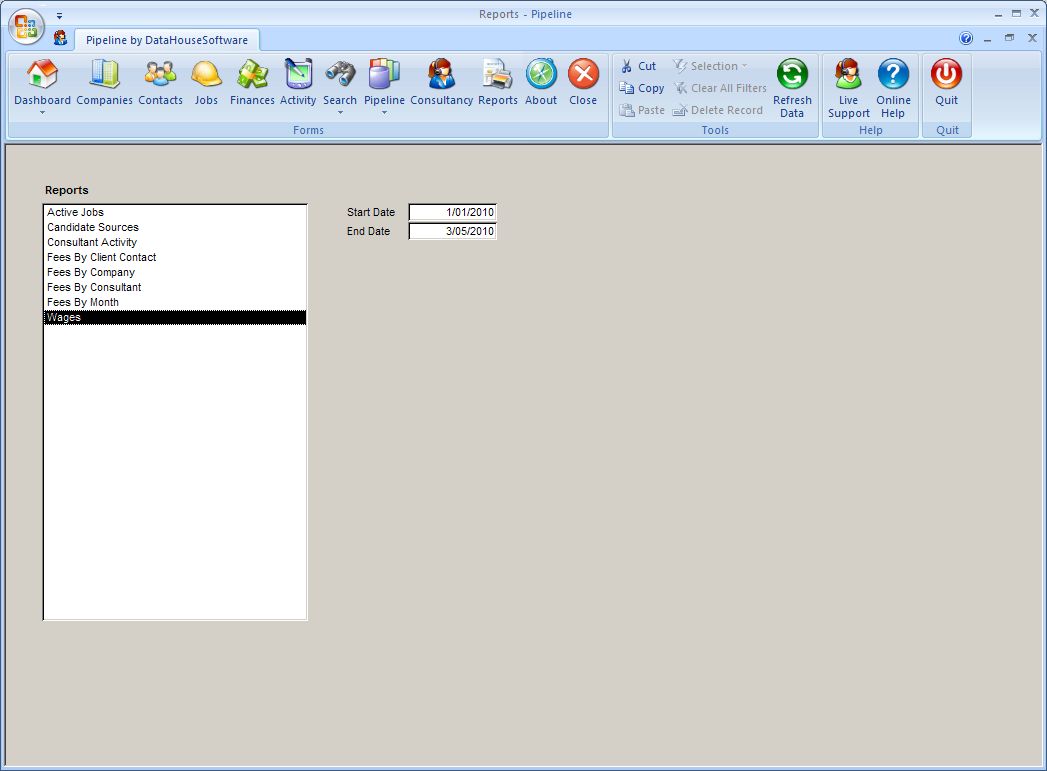 Reports - Pipeline
Pipeline by DataHouseSoftware
Dashboard Companies Contacts Jobs Finances Activity Search Pipeline Consultancy Reports About Close
Forms
Cut Selection
Copy Clear All Filters
Paste Delete Record
Refresh Data
Tools
Live Support
Online Help
Help
Quit
Quit
Reports
Active Jobs
Candidate Sources
Consultant Activity
Fees By Client Contact
Fees By Company
Fees By Consultant
Fees By Month
Wages
Start Date 1/01/2010
End Date 3/05/2010